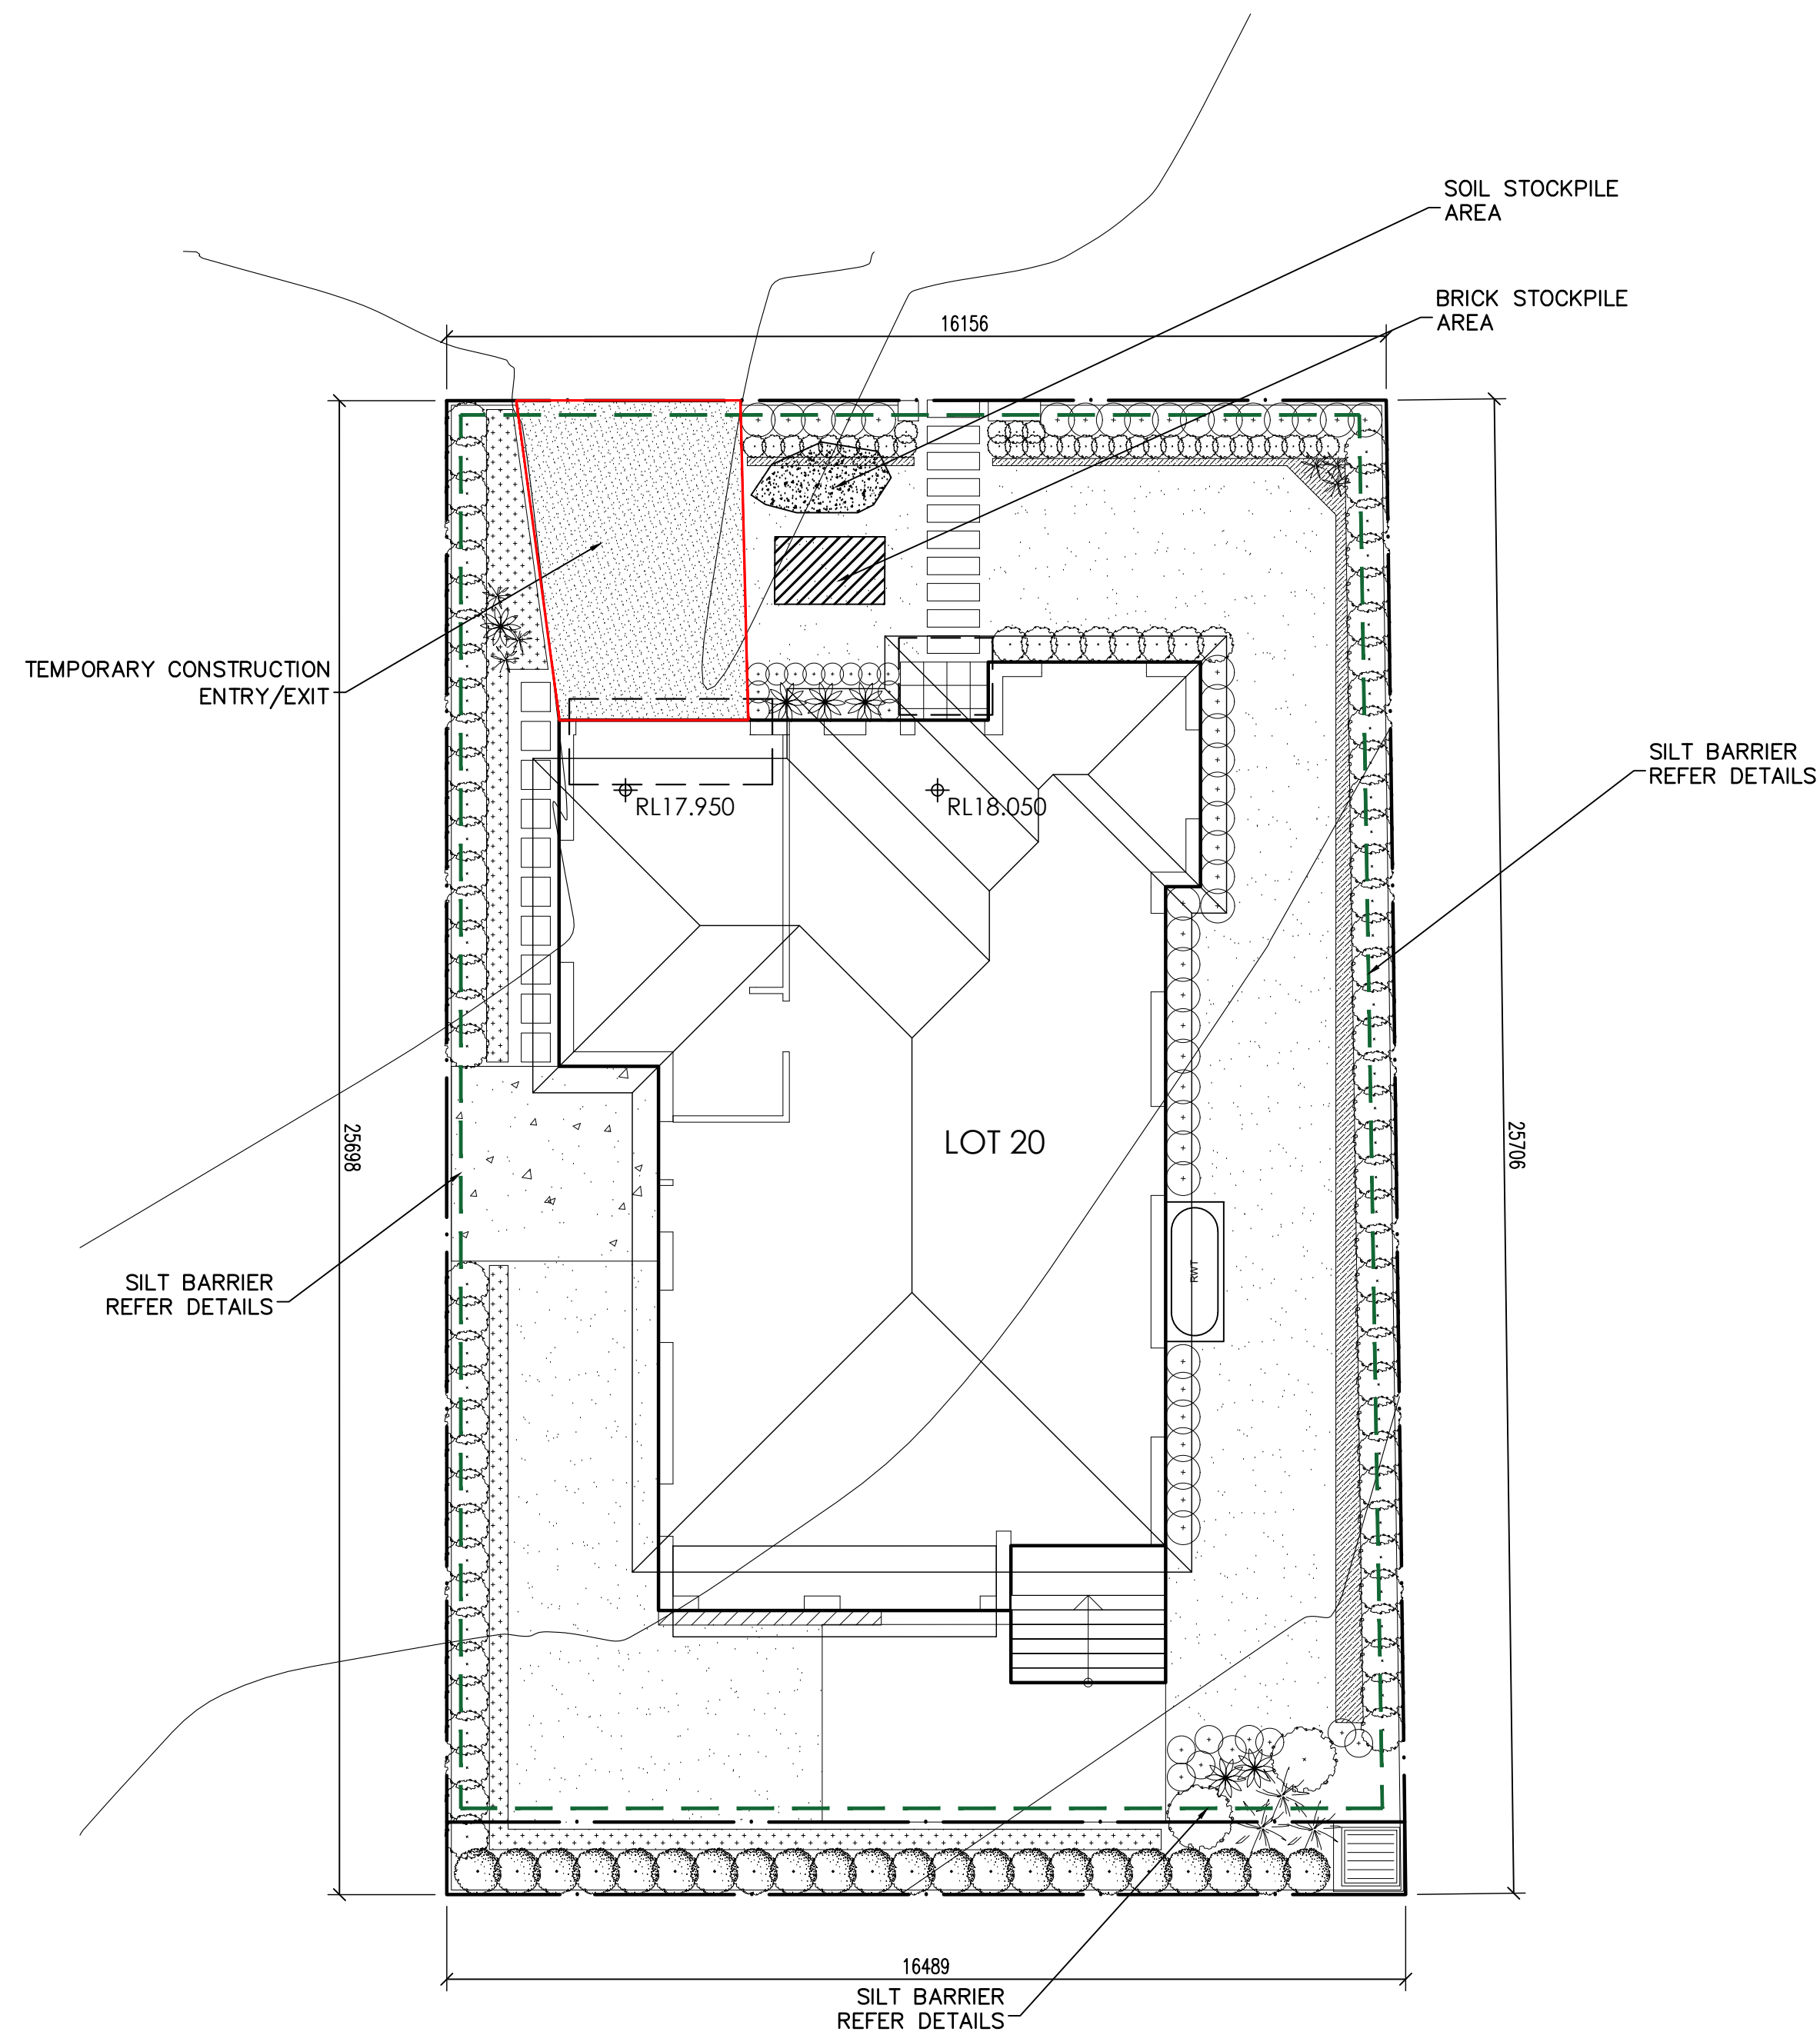 SOIL STOCKPILE
AREA
BRICK STOCKPILE
AREA
16156
TEMPORARY CONSTRUCTION
ENTRY/EXIT
SILT BARRIER
REFER DETAILS
RL17.950
RL18.050
LOT 20
25698
25706
RWT
SILT BARRIER
REFER DETAILS
16489
SILT BARRIER
REFER DETAILS